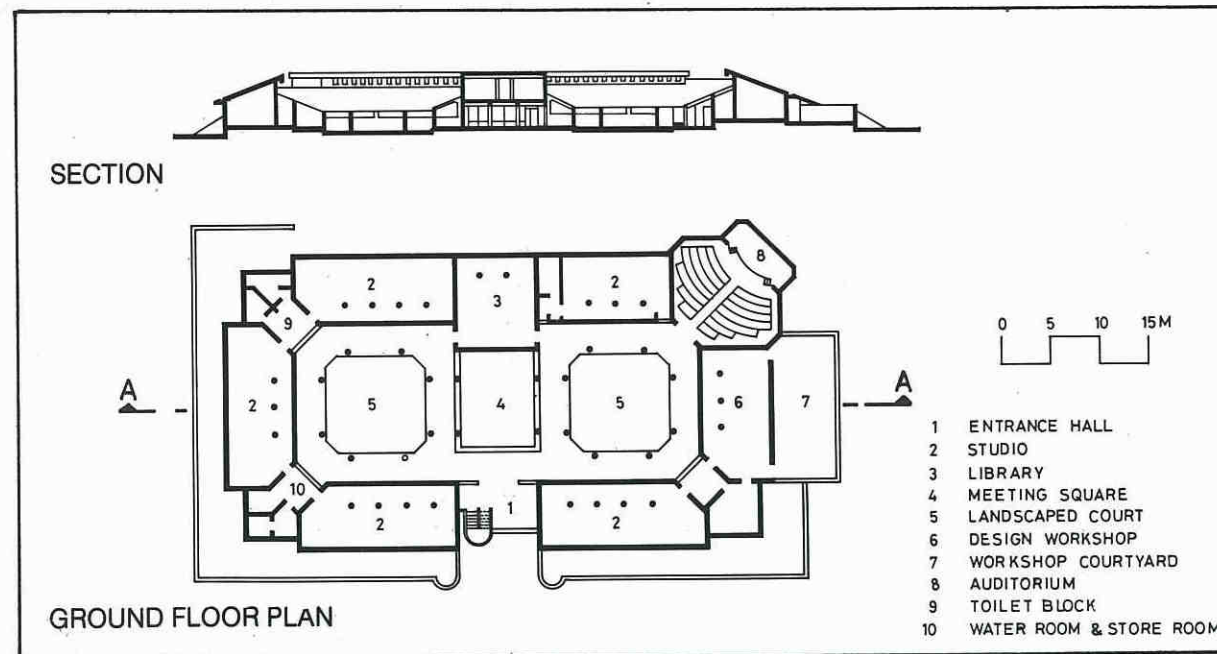 SECTION
8
2
2
3
9
0 5 10 15 M
A
A
2
5
4
5
6
7
10
1
2
2
GROUND FLOOR PLAN
1 ENTRANCE HALL
2 STUDIO
3 LIBRARY
4 MEETING SQUARE
5 LANDSCAPED COURT
6 DESIGN WORKSHOP
7 WORKSHOP COURTYARD
8 AUDITORIUM
9 TOILET BLOCK
10 WATER ROOM & STORE ROOM